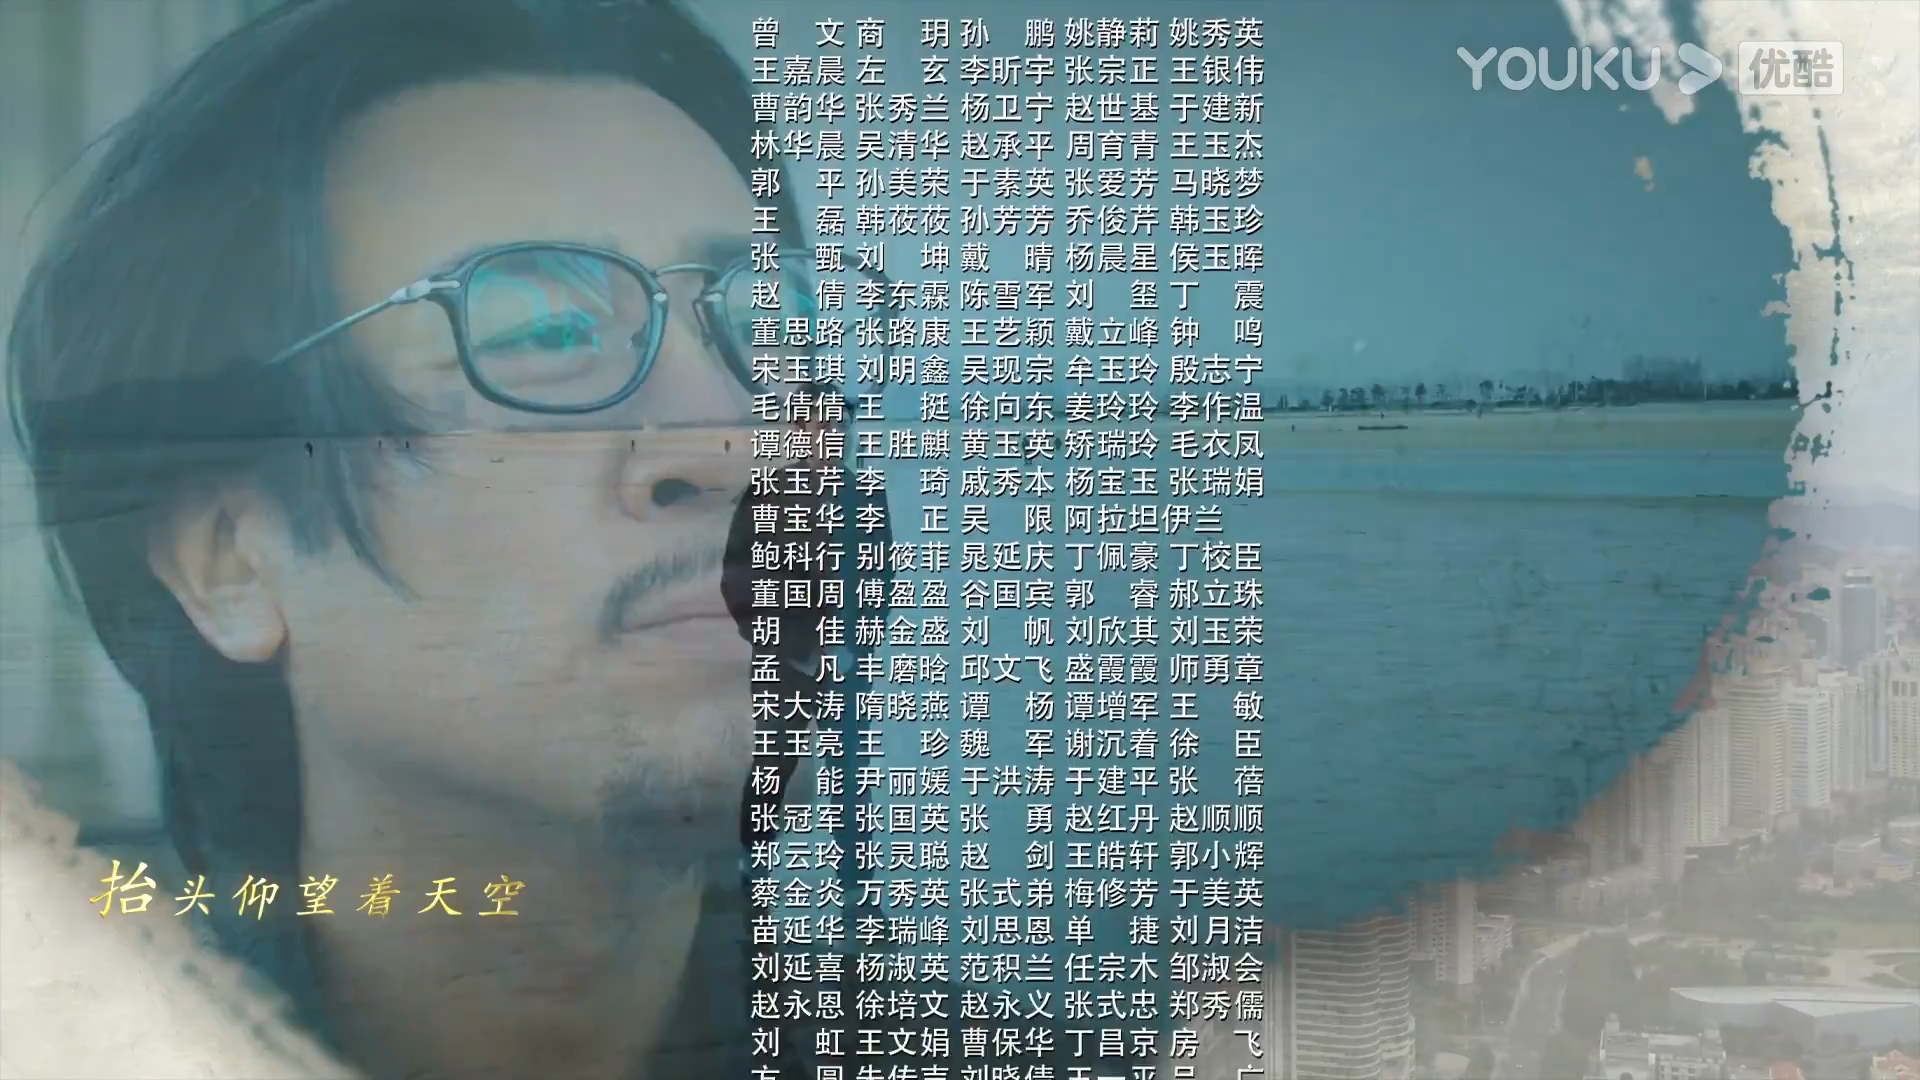 YOUKU 优酷
曾 文 商 玥 孙 鹏 姚静莉 姚秀英
王嘉晨 左 玄 李昕宇 张宗正 王银伟
曹韵华 张秀兰 杨卫宁 赵世基 于建新
林华晨 吴清华 赵承平 周育青 王玉杰
郭 平 孙美荣 于素英 张爱芳 马晓梦
王 磊 韩莜莜 孙芳芳 乔俊芹 韩玉珍
张 甄 刘 坤 戴 晴 杨晨星 侯玉晖
赵 倩 李东霖 陈雪军 刘 玺 丁 震
董思路 张路康 王艺颖 戴立峰 钟 鸣
宋玉琪 刘明鑫 吴现宗 牟玉玲 殷志宁
毛倩倩 王 挺 徐向东 姜玲玲 李作温
谭德信 王胜麒 黄玉英 矫瑞玲 毛衣凤
张玉芹 李 琦 戚秀本 杨宝玉 张瑞娟
曹宝华 李 正 吴 限 阿拉坦伊兰
鲍科行 别筱菲 晁延庆 丁佩豪 丁校臣
董国周 傅盈盈 谷国宾 郭 睿 郝立珠
胡 佳 赫金盛 刘 帆 刘欣其 刘玉荣
孟 凡 丰磨晗 邱文飞 盛霞霞 师勇章
宋大涛 隋晓燕 谭 杨 谭增军 王 敏
王玉亮 王 珍 魏 军 谢沉着 徐 臣
杨 能 尹丽媛 于洪涛 于建平 张 蓓
张冠军 张国英 张 勇 赵红丹 赵顺顺
郑云玲 张灵聪 赵 剑 王皓轩 郭小辉
蔡金炎 万秀英 张式弟 梅修芳 于美英
苗延华 李瑞峰 刘思恩 单 捷 刘月洁
刘延喜 杨淑英 范积兰 任宗木 邹淑会
赵永恩 徐培文 赵永义 张式忠 郑秀儒
刘 虹 王文娟 曹保华 丁昌京 房 飞
抬头仰望着天空